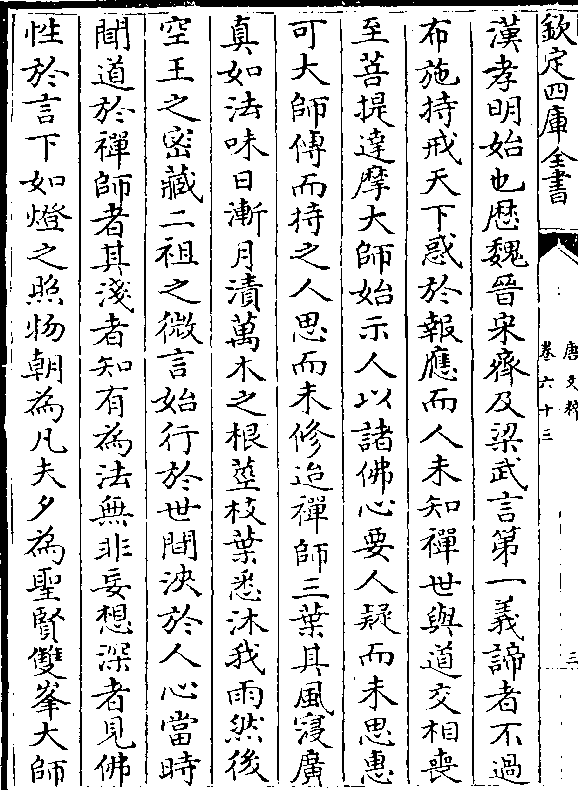 欽定四庫全書
唐文粹
卷六十三
三
漢孝明始也歴魏晉宋齊及梁武言第一義諦者不過
布施持戒天下惑於報應而人未知禪世與道交相喪
至菩提達摩大師始示人以諸佛心要人疑而未思惠
可大師傳而持之人思而未修迨禪師三葉其風寖廣
真如法味日漸月漬萬木之根莖枝葉悉沐我雨然後
空王之密藏二祖之微言始行於世間浹於人心當時
聞道於禪師者其淺者知有為法無非妄想深者見佛
性於言下如燈之照物朝為凡夫夕為聖賢雙峯大師